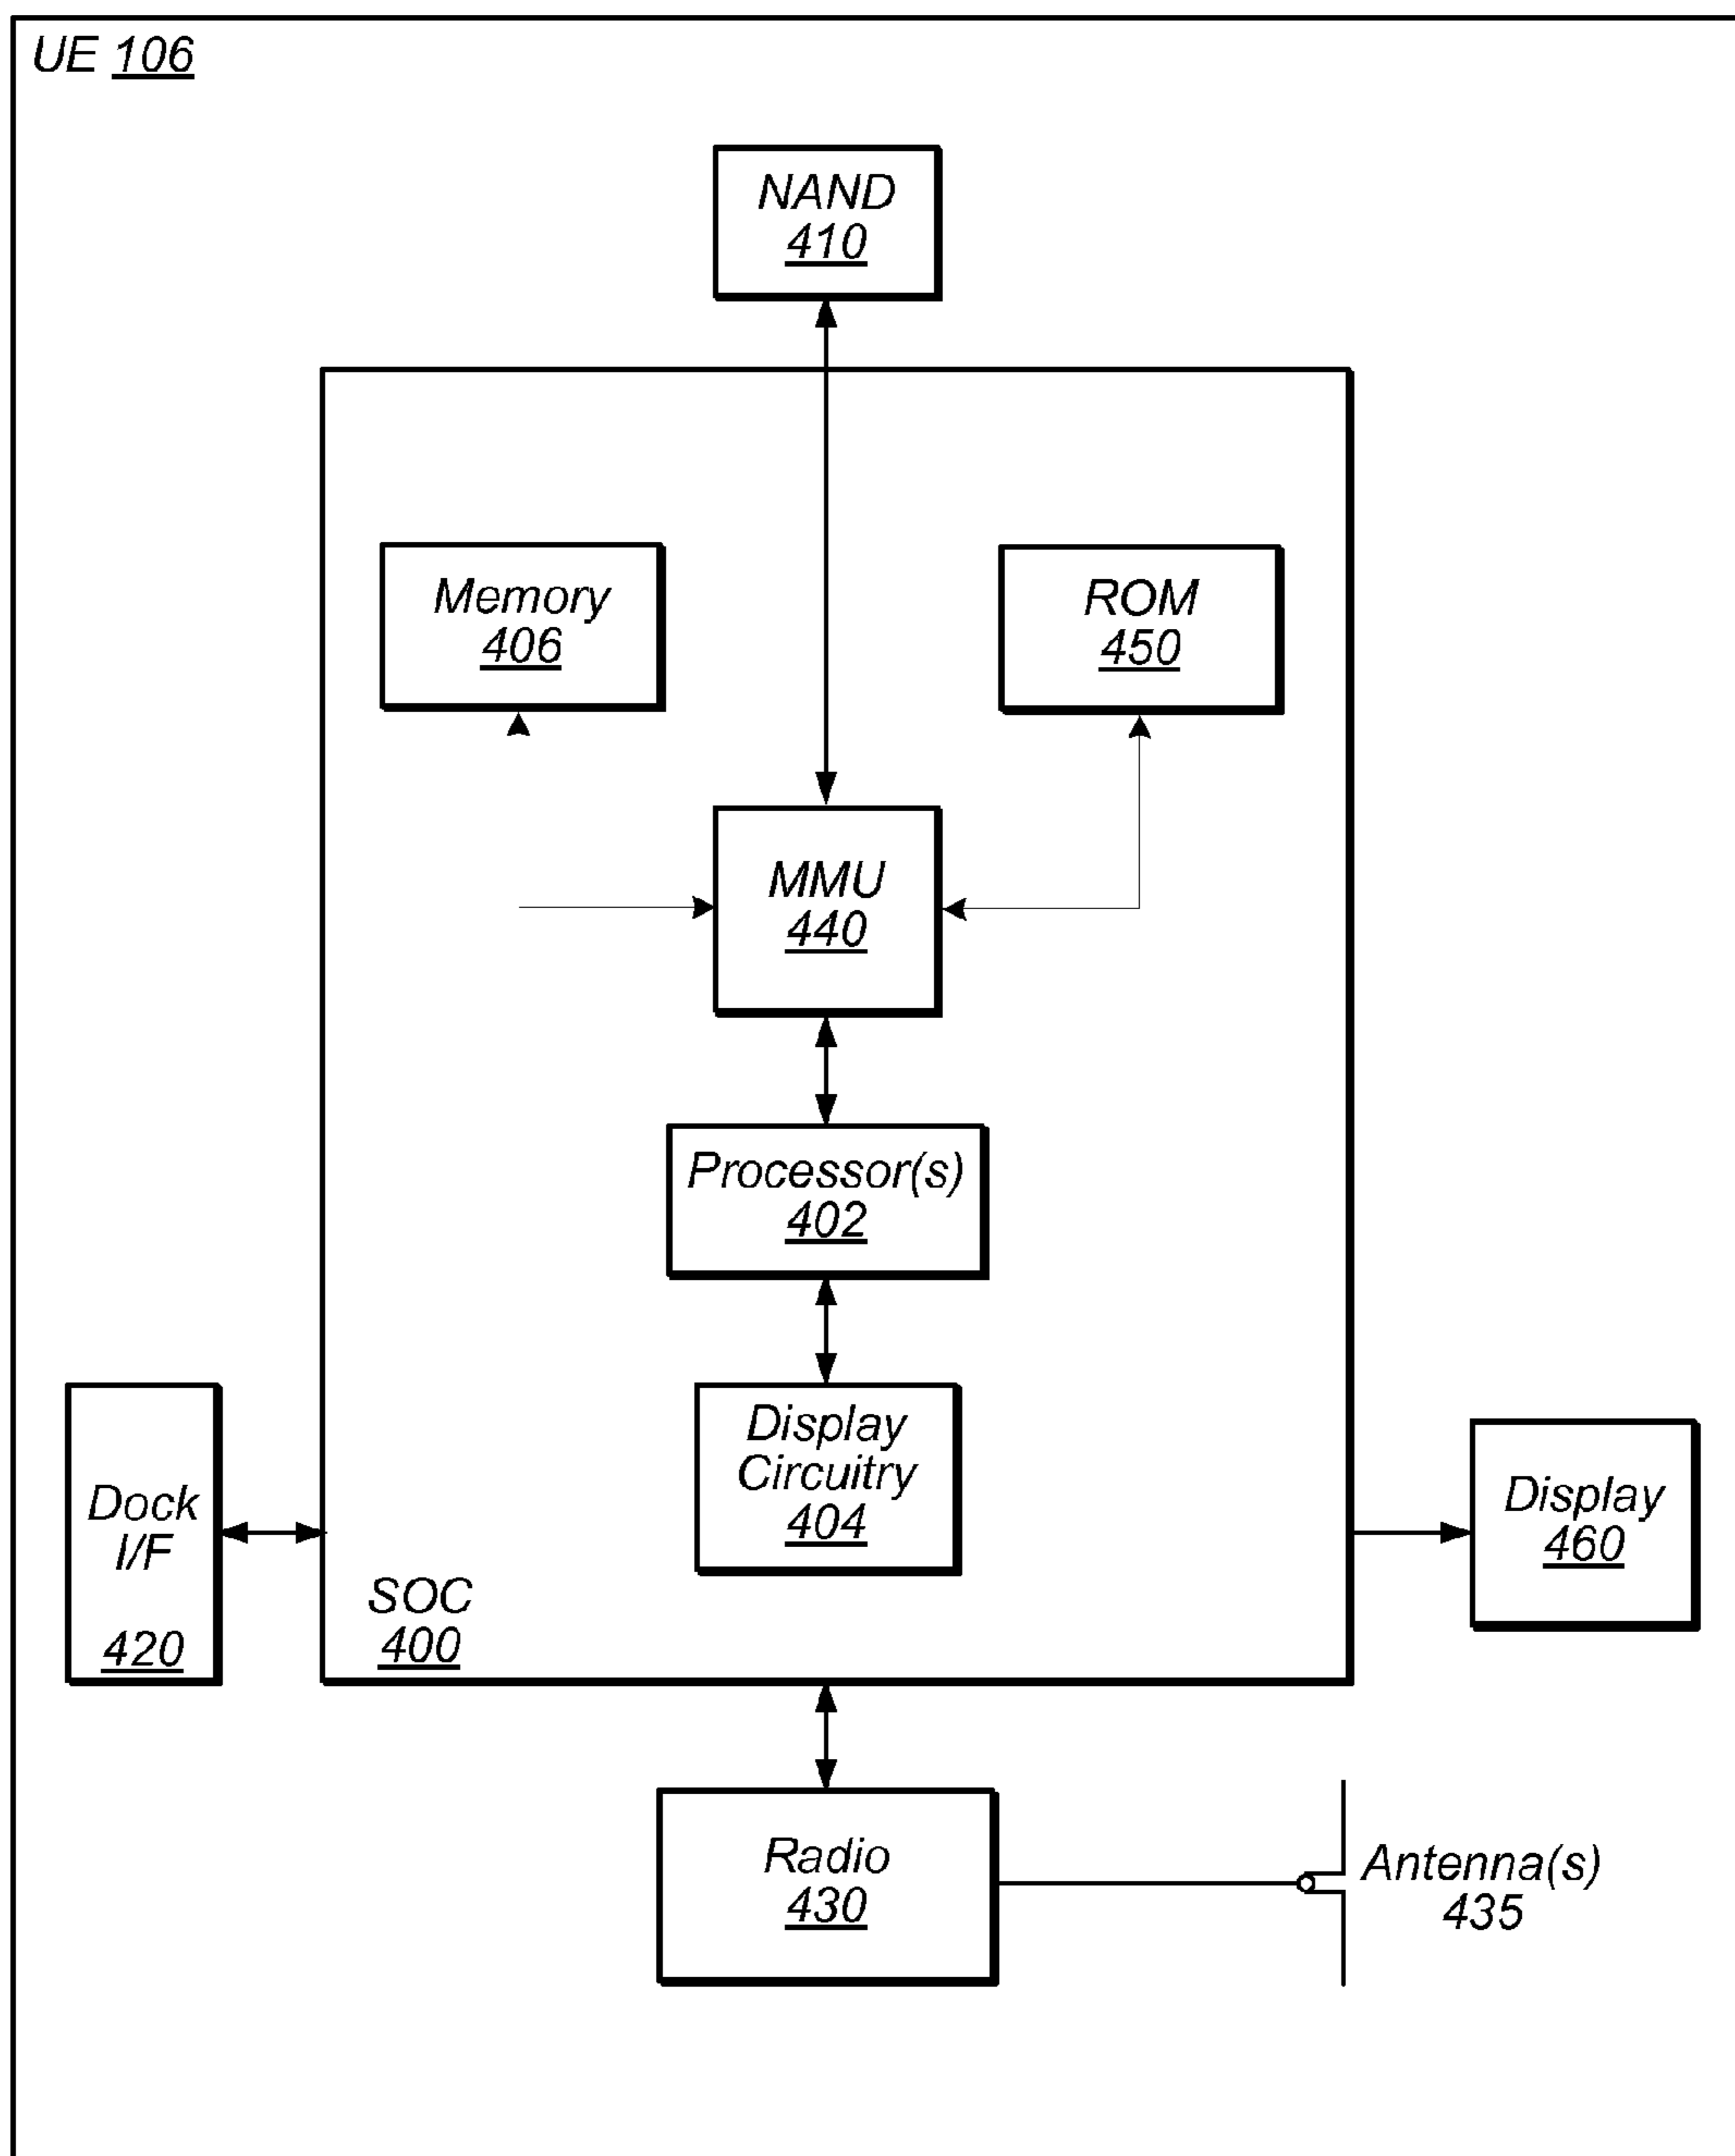 UE 106
NAND
410
Memory
406
ROM
450
MMU
440
Processor(s)
402
Display
Circuitry
404
Dock
I/F
420
Display
460
SOC
400
Radio
430
Antenna(s)
435